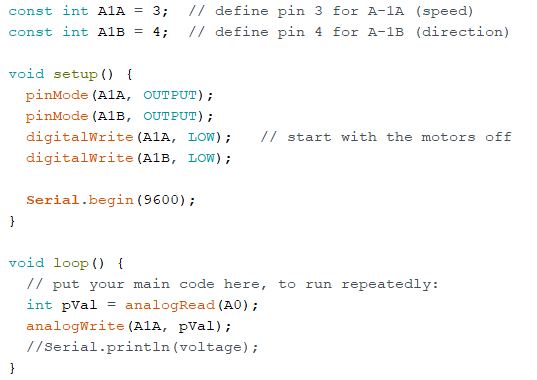 const int A1A = 3;  // define pin 3 for A-1A (speed)
const int A1B = 4;  // define pin 4 for A-1B (direction)

void setup() {
  pinMode(A1A, OUTPUT);
  pinMode(A1B, OUTPUT);
  digitalWrite(A1A, LOW);   // start with the motors off
  digitalWrite(A1B, LOW);

  Serial.begin(9600);
}

void loop() {
  // put your main code here, to run repeatedly:
  int pVal = analogRead(A0);
  analogWrite(A1A, pVal);
  //Serial.println(voltage);
}